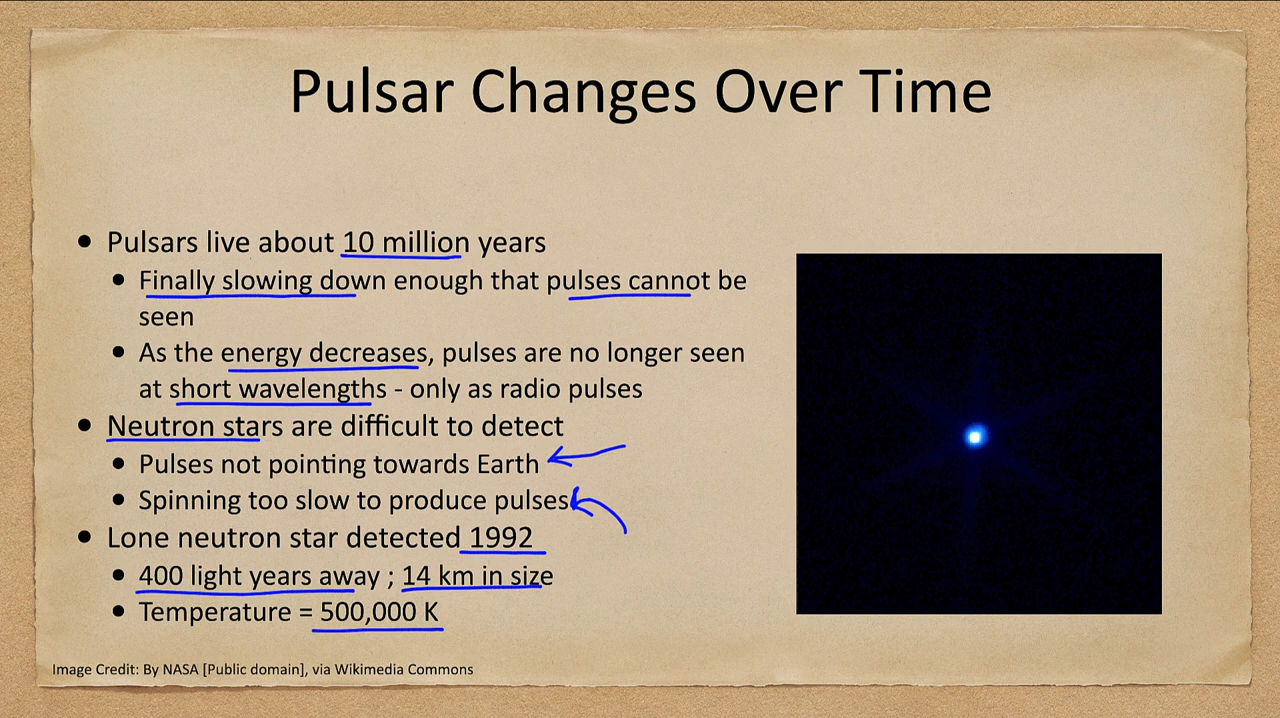 Pulsar Changes Over Time
• Pulsars live about 10 million years
• Finally slowing down enough that pulses cannot be
seen
• As the energy decreases, pulses are no longer seen
at short wavelengths - only as radio pulses
• Neutron stars are difficult to detect
• Pulses not pointing towards Earth
• Spinning too slow to produce pulses
• Lone neutron star detected 1992
• 400 light years away ; 14 km in size
• Temperature = 500,000 K
Image Credit: By NASA [Public domain], via Wikimedia Commons